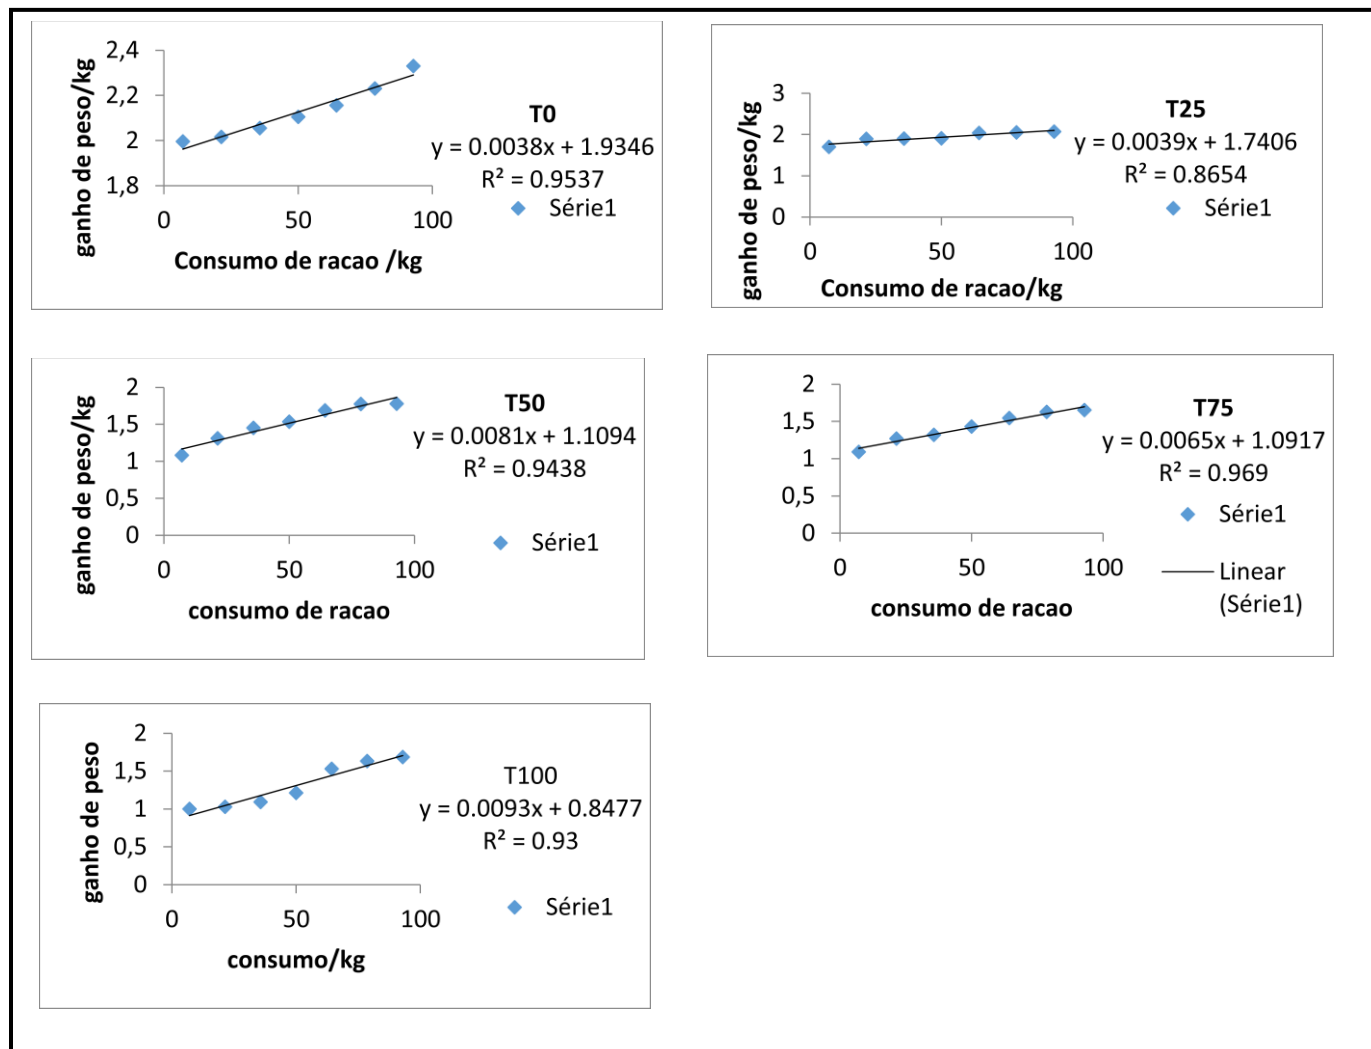 ganho de peso/kg
2,4
2,2
2
1,8
0
50
100
Consumo de racao /kg
T0
y = 0.0038x + 1.9346
R² = 0.9537
Série1
ganho de peso/kg
3
2
1
0
0
50
100
Consumo de racao/kg
T25
y = 0.0039x + 1.7406
R² = 0.8654
Série1
ganho de peso/kg
2
1,5
1
0,5
0
0
50
100
consumo de racao
T50
y = 0.0081x + 1.1094
R² = 0.9438
Série1
ganho de peso/kg
2
1,5
1
0,5
0
0
50
100
consumo de racao
T75
y = 0.0065x + 1.0917
R² = 0.969
Série1
Linear
(Série1)
ganho de peso
2
1,5
1
0,5
0
0
50
100
consumo/kg
T100
y = 0.0093x + 0.8477
R² = 0.93
Série1